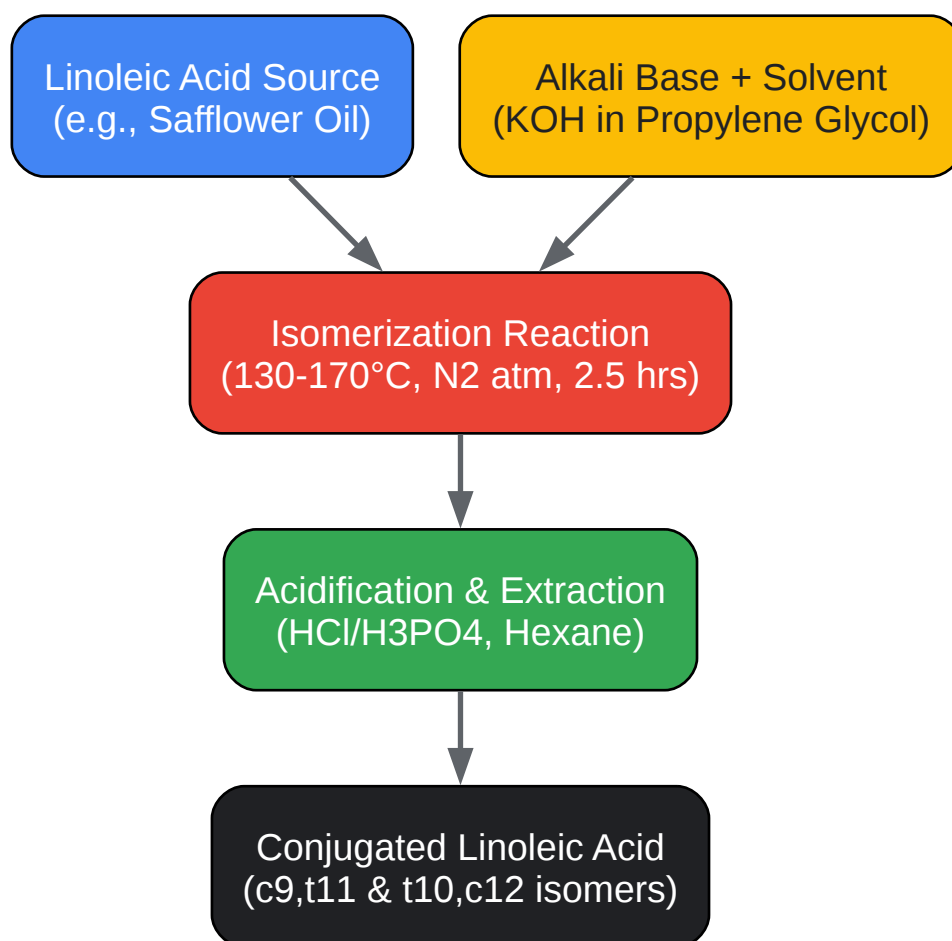 Linoleic Acid Source
(e.g., Safflower Oil)
Alkali Base + Solvent
(KOH in Propylene Glycol)
Isomerization Reaction
(130-170°C, N2 atm, 2.5 hrs)
Acidification & Extraction
(HCl/H3PO4, Hexane)
Conjugated Linoleic Acid
(c9,t11 & t10,c12 isomers)